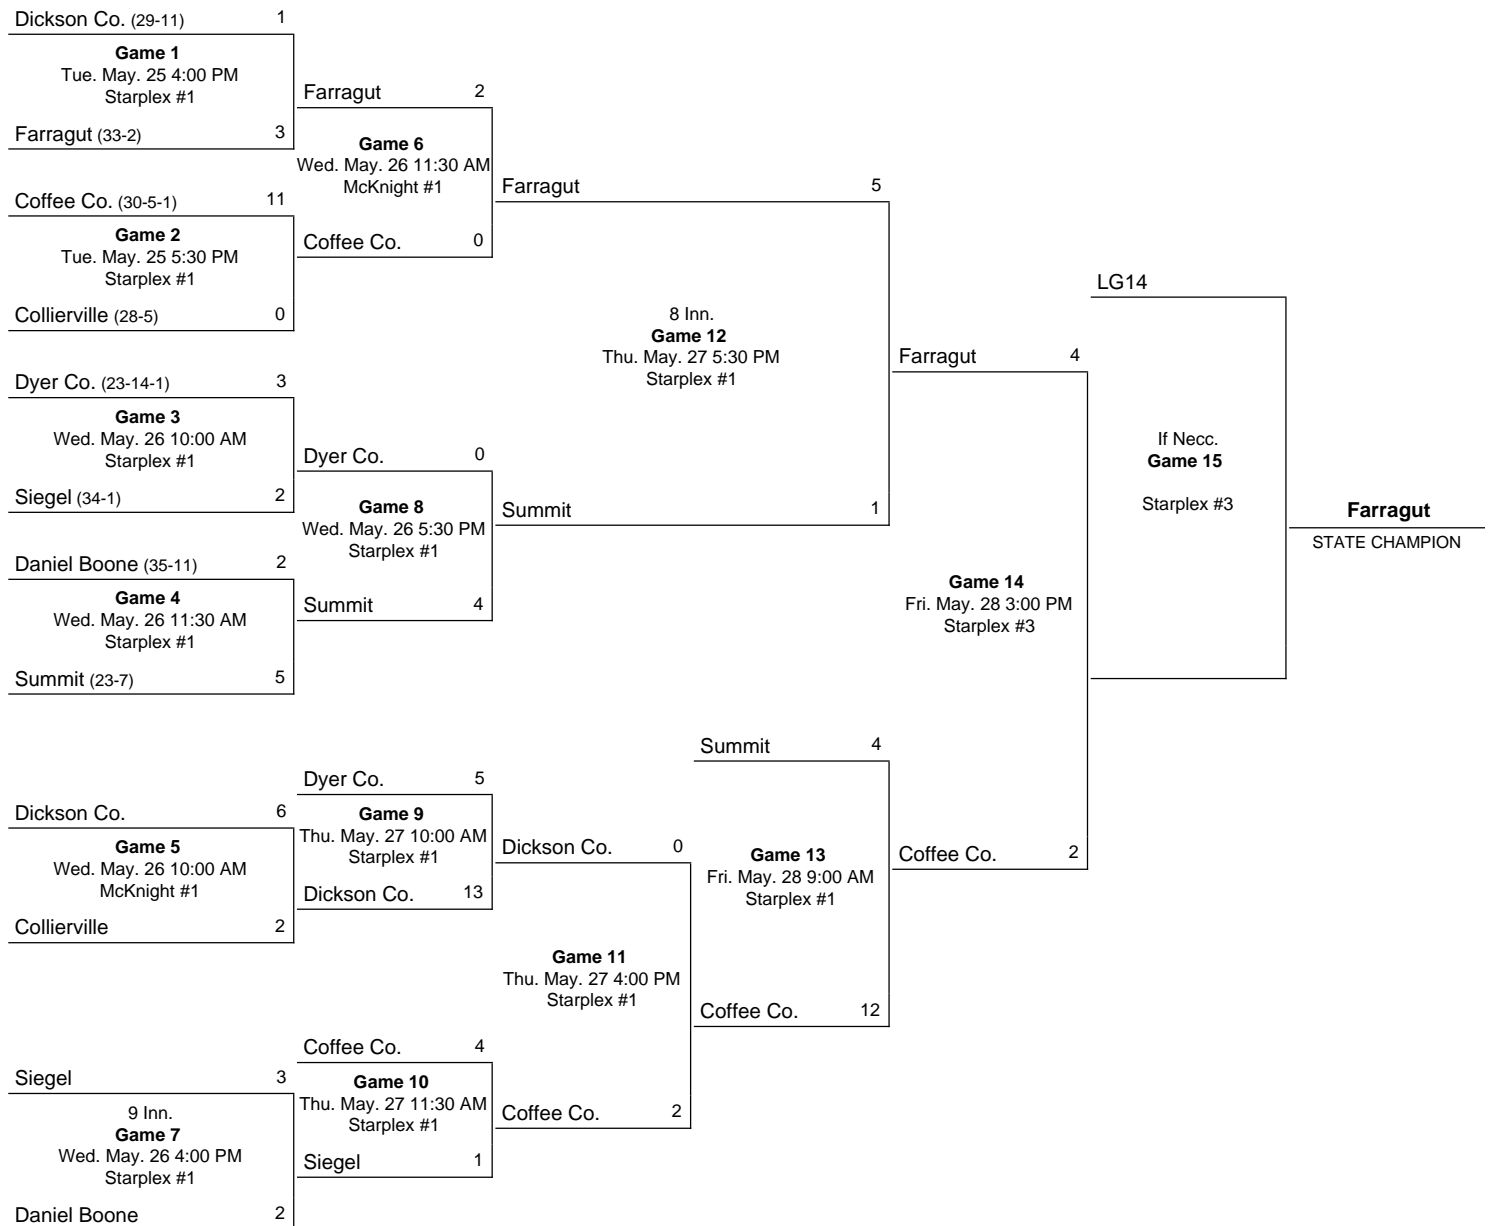 Dickson Co. (29-11) 1
Game 1
Tue. May. 25 4:00 PM
Starplex #1
Farragut (33-2) 3
Coffee Co. (30-5-1) 11
Game 2
Tue. May. 25 5:30 PM
Starplex #1
Collierville (28-5) 0
Dyer Co. (23-14-1) 3
Game 3
Wed. May. 26 10:00 AM
Starplex #1
Siegel (34-1) 2
Daniel Boone (35-11) 2
Game 4
Wed. May. 26 11:30 AM
Starplex #1
Summit (23-7) 5
Farragut 2
Game 6
Wed. May. 26 11:30 AM
McKnight #1
Coffee Co. 0
Dyer Co. 0
Game 8
Wed. May. 26 5:30 PM
Starplex #1
Summit 4
Farragut 5
8 Inn.
Game 12
Thu. May. 27 5:30 PM
Starplex #1
Summit 1
Dickson Co. 6
Game 5
Wed. May. 26 10:00 AM
McKnight #1
Collierville 2
Siegel 3
9 Inn.
Game 7
Wed. May. 26 4:00 PM
Starplex #1
Daniel Boone 2
Dyer Co. 5
Game 9
Thu. May. 27 10:00 AM
Starplex #1
Dickson Co. 13
Coffee Co. 4
Game 10
Thu. May. 27 11:30 AM
Starplex #1
Siegel 1
Dickson Co. 0
Game 11
Thu. May. 27 4:00 PM
Starplex #1
Coffee Co. 2
Summit 4
Game 13
Fri. May. 28 9:00 AM
Starplex #1
Coffee Co. 12
Farragut 4
Game 14
Fri. May. 28 3:00 PM
Starplex #3
Coffee Co. 2
LG14
If Necc.
Game 15
Starplex #3
Farragut
STATE CHAMPION